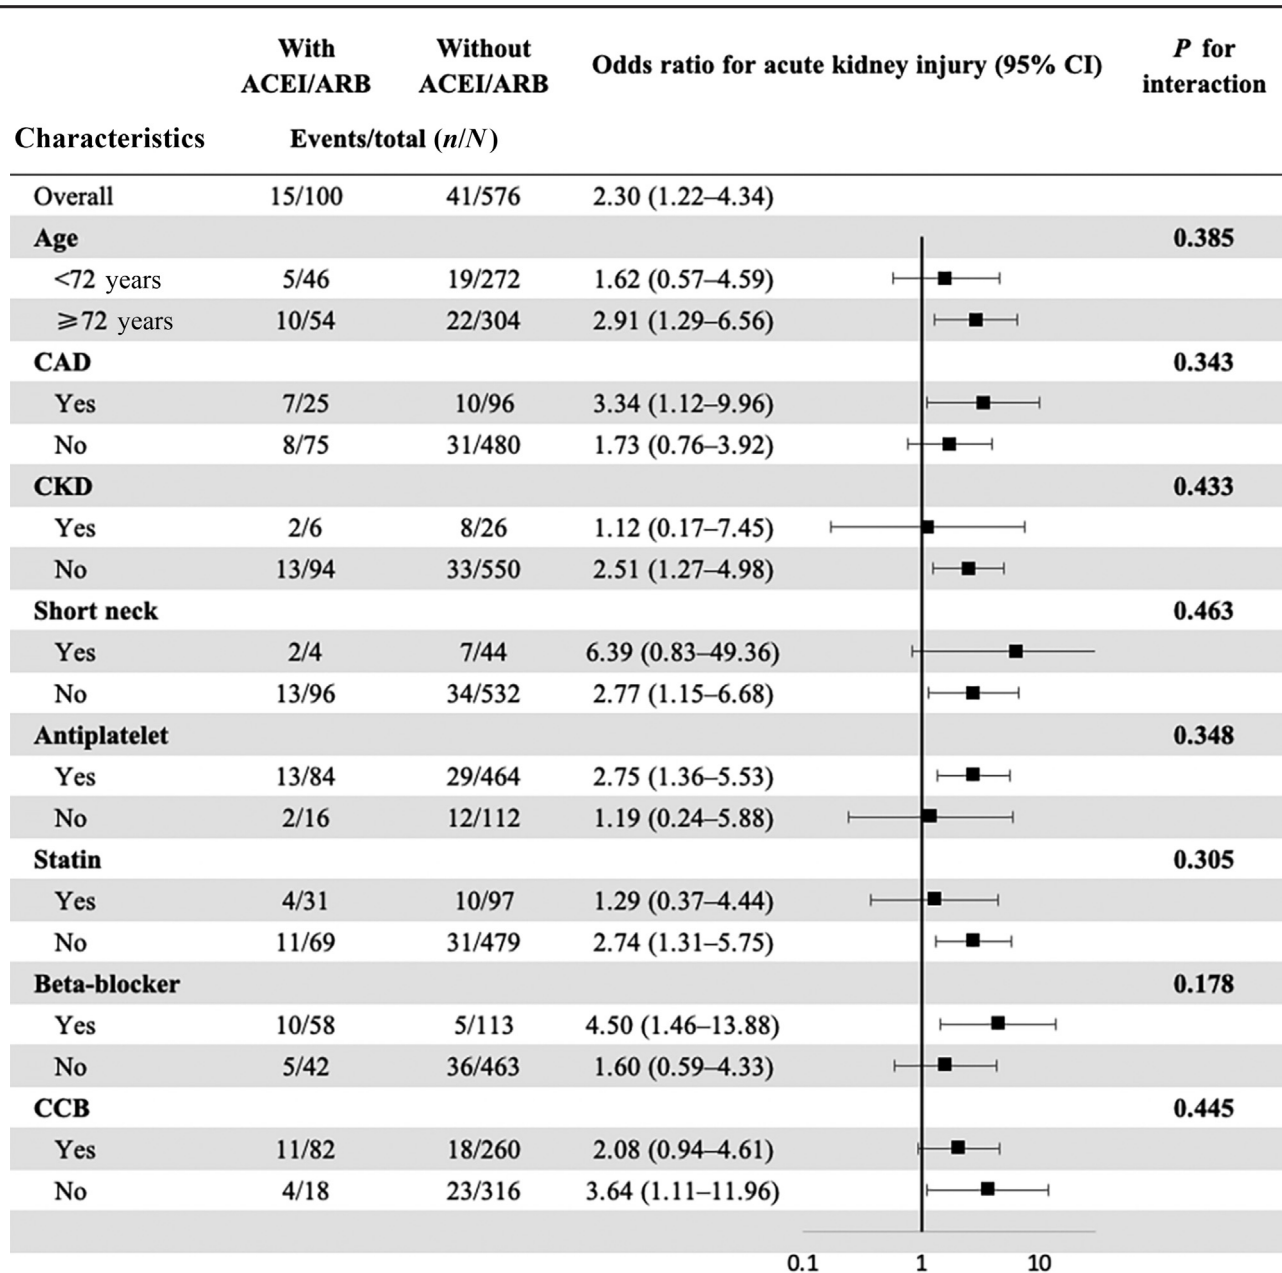 With Without Odds ratio for acute kidney injury (95% CI) P for
ACEI/ARB ACEI/ARB interaction
Characteristics Events/total (n/N)
Overall 15/100 41/576 2.30 (1.22–4.34)
Age 0.385
<72 years 5/46 19/272 1.62 (0.57–4.59)
⩾72 years 10/54 22/304 2.91 (1.29–6.56)
CAD 0.343
Yes 7/25 10/96 3.34 (1.12–9.96)
No 8/75 31/480 1.73 (0.76–3.92)
CKD 0.433
Yes 2/6 8/26 1.12 (0.17–7.45)
No 13/94 33/550 2.51 (1.27–4.98)
Short neck 0.463
Yes 2/4 7/44 6.39 (0.83–49.36)
No 13/96 34/532 2.77 (1.15–6.68)
Antiplatelet 0.348
Yes 13/84 29/464 2.75 (1.36–5.53)
No 2/16 12/112 1.19 (0.24–5.88)
Statin 0.305
Yes 4/31 10/97 1.29 (0.37–4.44)
No 11/69 31/479 2.74 (1.31–5.75)
Beta-blocker 0.178
Yes 10/58 5/113 4.50 (1.46–13.88)
No 5/42 36/463 1.60 (0.59–4.33)
CCB 0.445
Yes 11/82 18/260 2.08 (0.94–4.61)
No 4/18 23/316 3.64 (1.11–11.96)
0.1 1 10